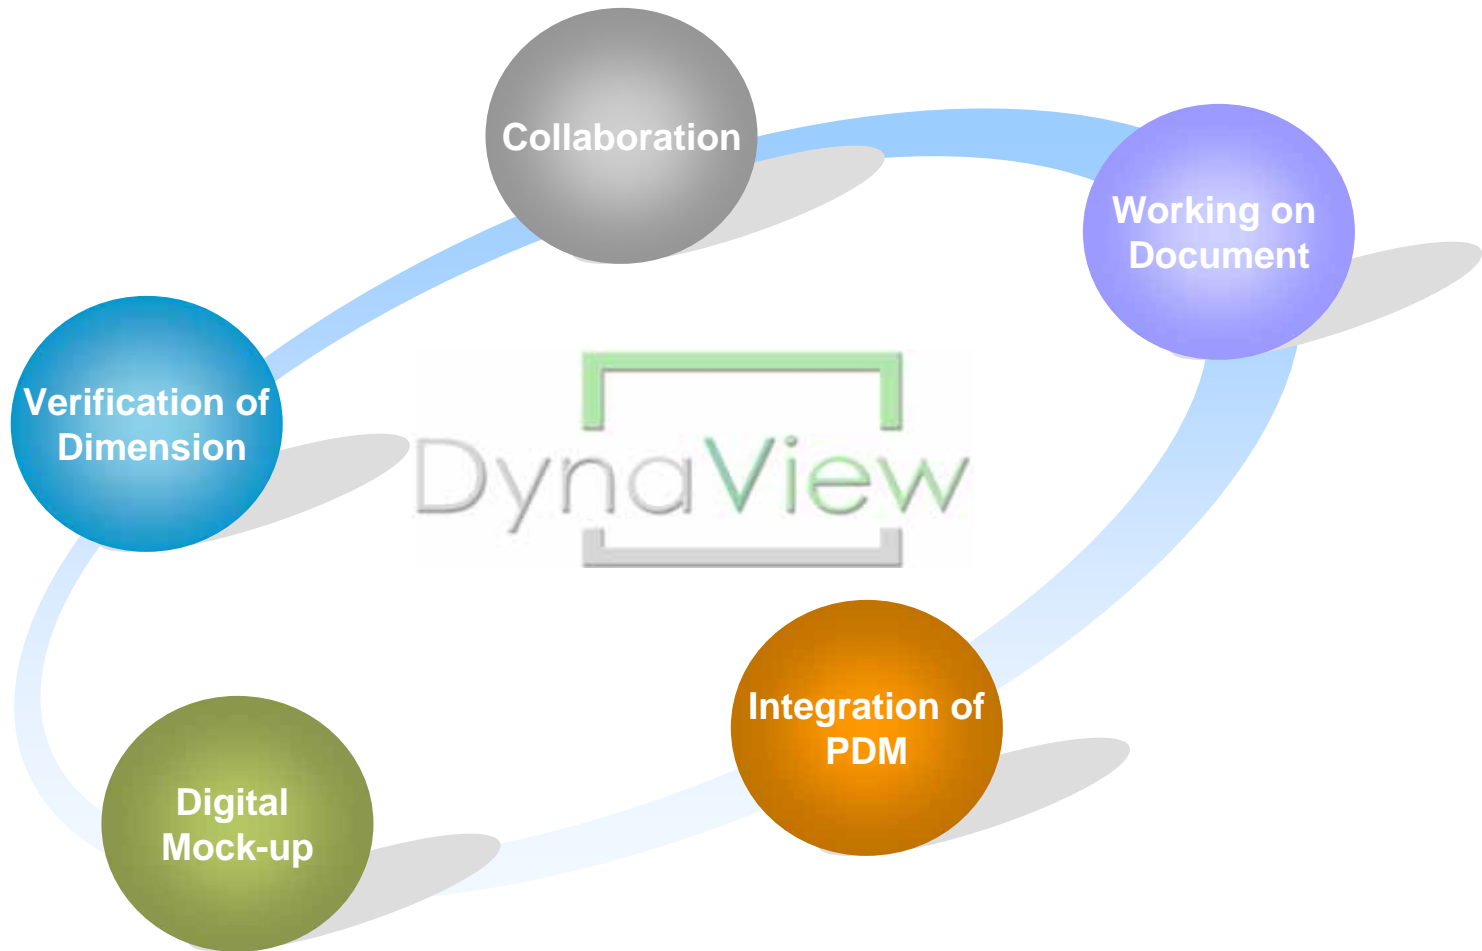 Collaboration
Working on
Document
Verification of
Dimension
DynaView
Integration of
PDM
Digital
Mock-up